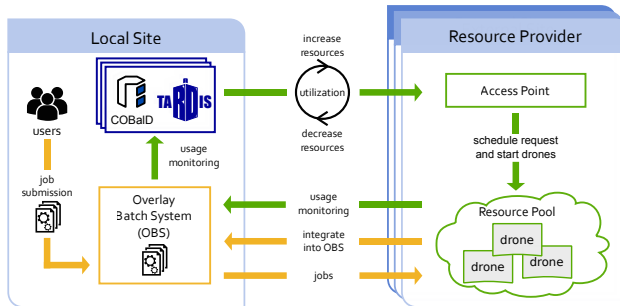 Local Site
Resource Provider
increase
resources
utilization
decrease
resources
COBalD
TARDIS
users
usage
monitoring
Access Point
schedule request
and start drones
job
submission
Overlay
Batch System
(OBS)
usage
monitoring
integrate
into OBS
jobs
Resource Pool
drone
drone
drone